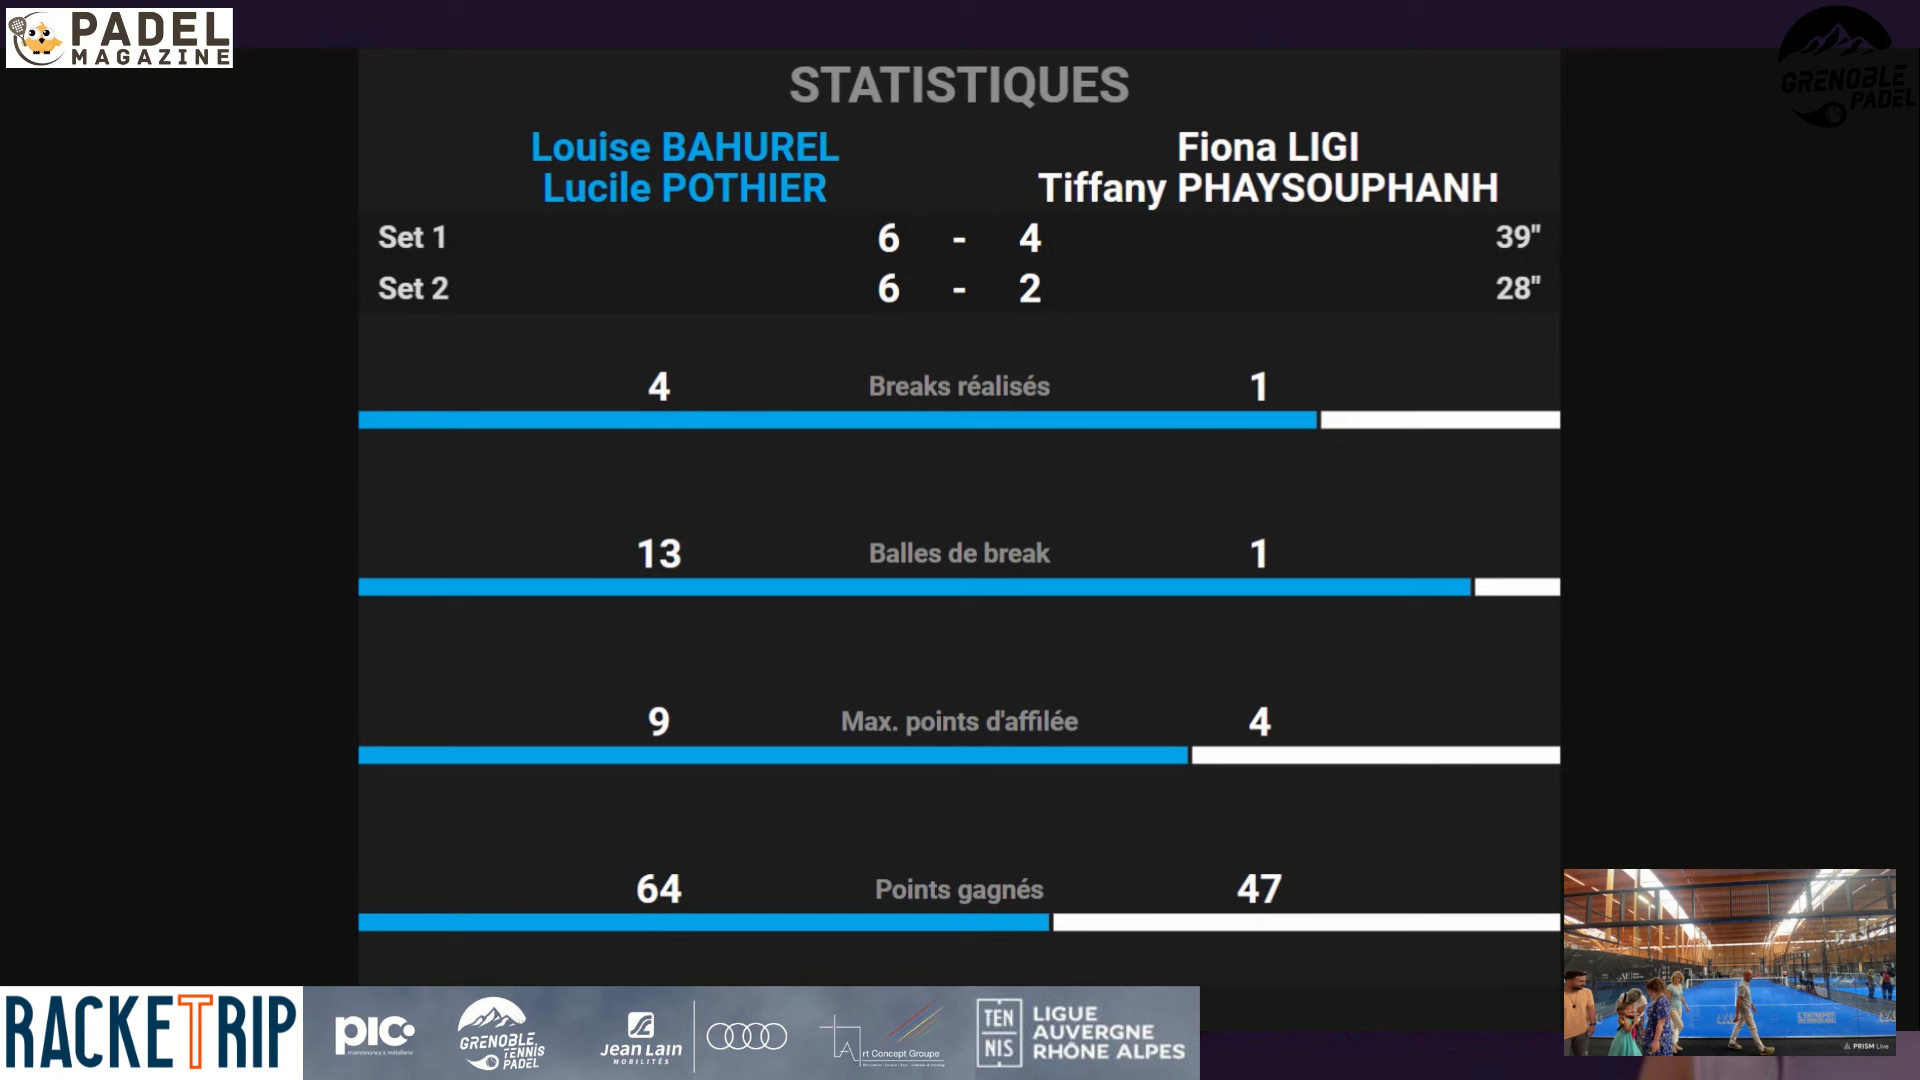 PADEL
MAGAZINE
GRENOBLE
PADEL
STATISTIQUES
Louise BAHUREL
Lucile POTHIER
Fiona LIGI
Tiffany PHAYSOUPHANH
Set 1 6 - 4 39"
Set 2 6 - 2 28"
4 Breaks réalisés 1
13 Balles de break 1
9 Max. points d'affilée 4
64 Points gagnés 47
RACKETRIP
pic
GRENOBLE
TENNIS
PADEL
Jean Lain
MOBILITÉS
Art Concept Groupe
TEN
NIS
LIGUE
AUVERGNE
RHÔNE ALPES
PRISM Live